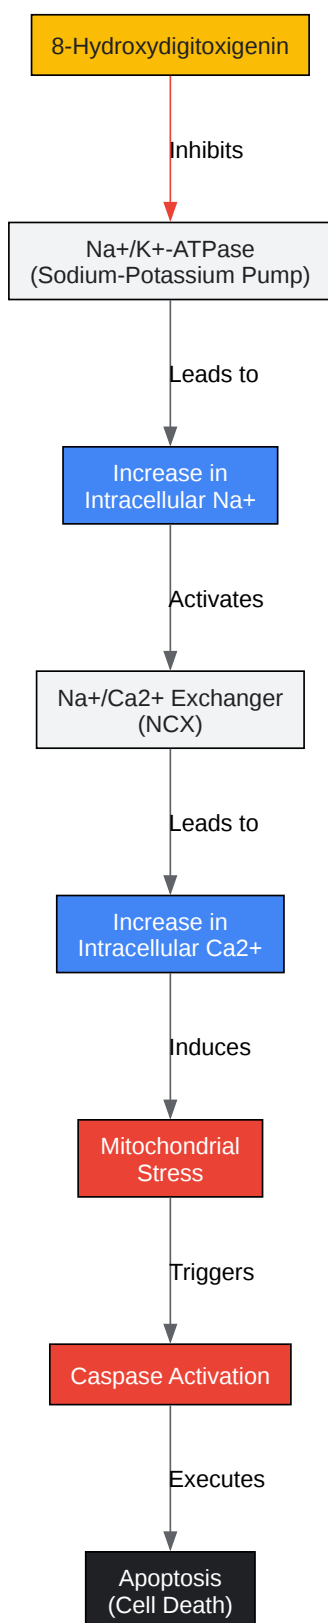 8-Hydroxydigitoxigenin
Inhibits
Na+/K+-ATPase
(Sodium-Potassium Pump)
Leads to
Increase in
Intracellular Na+
Activates
Na+/Ca2+ Exchanger
(NCX)
Leads to
Increase in
Intracellular Ca2+
Induces
Mitochondrial
Stress
Triggers
Caspase Activation
Executes
Apoptosis
(Cell Death)